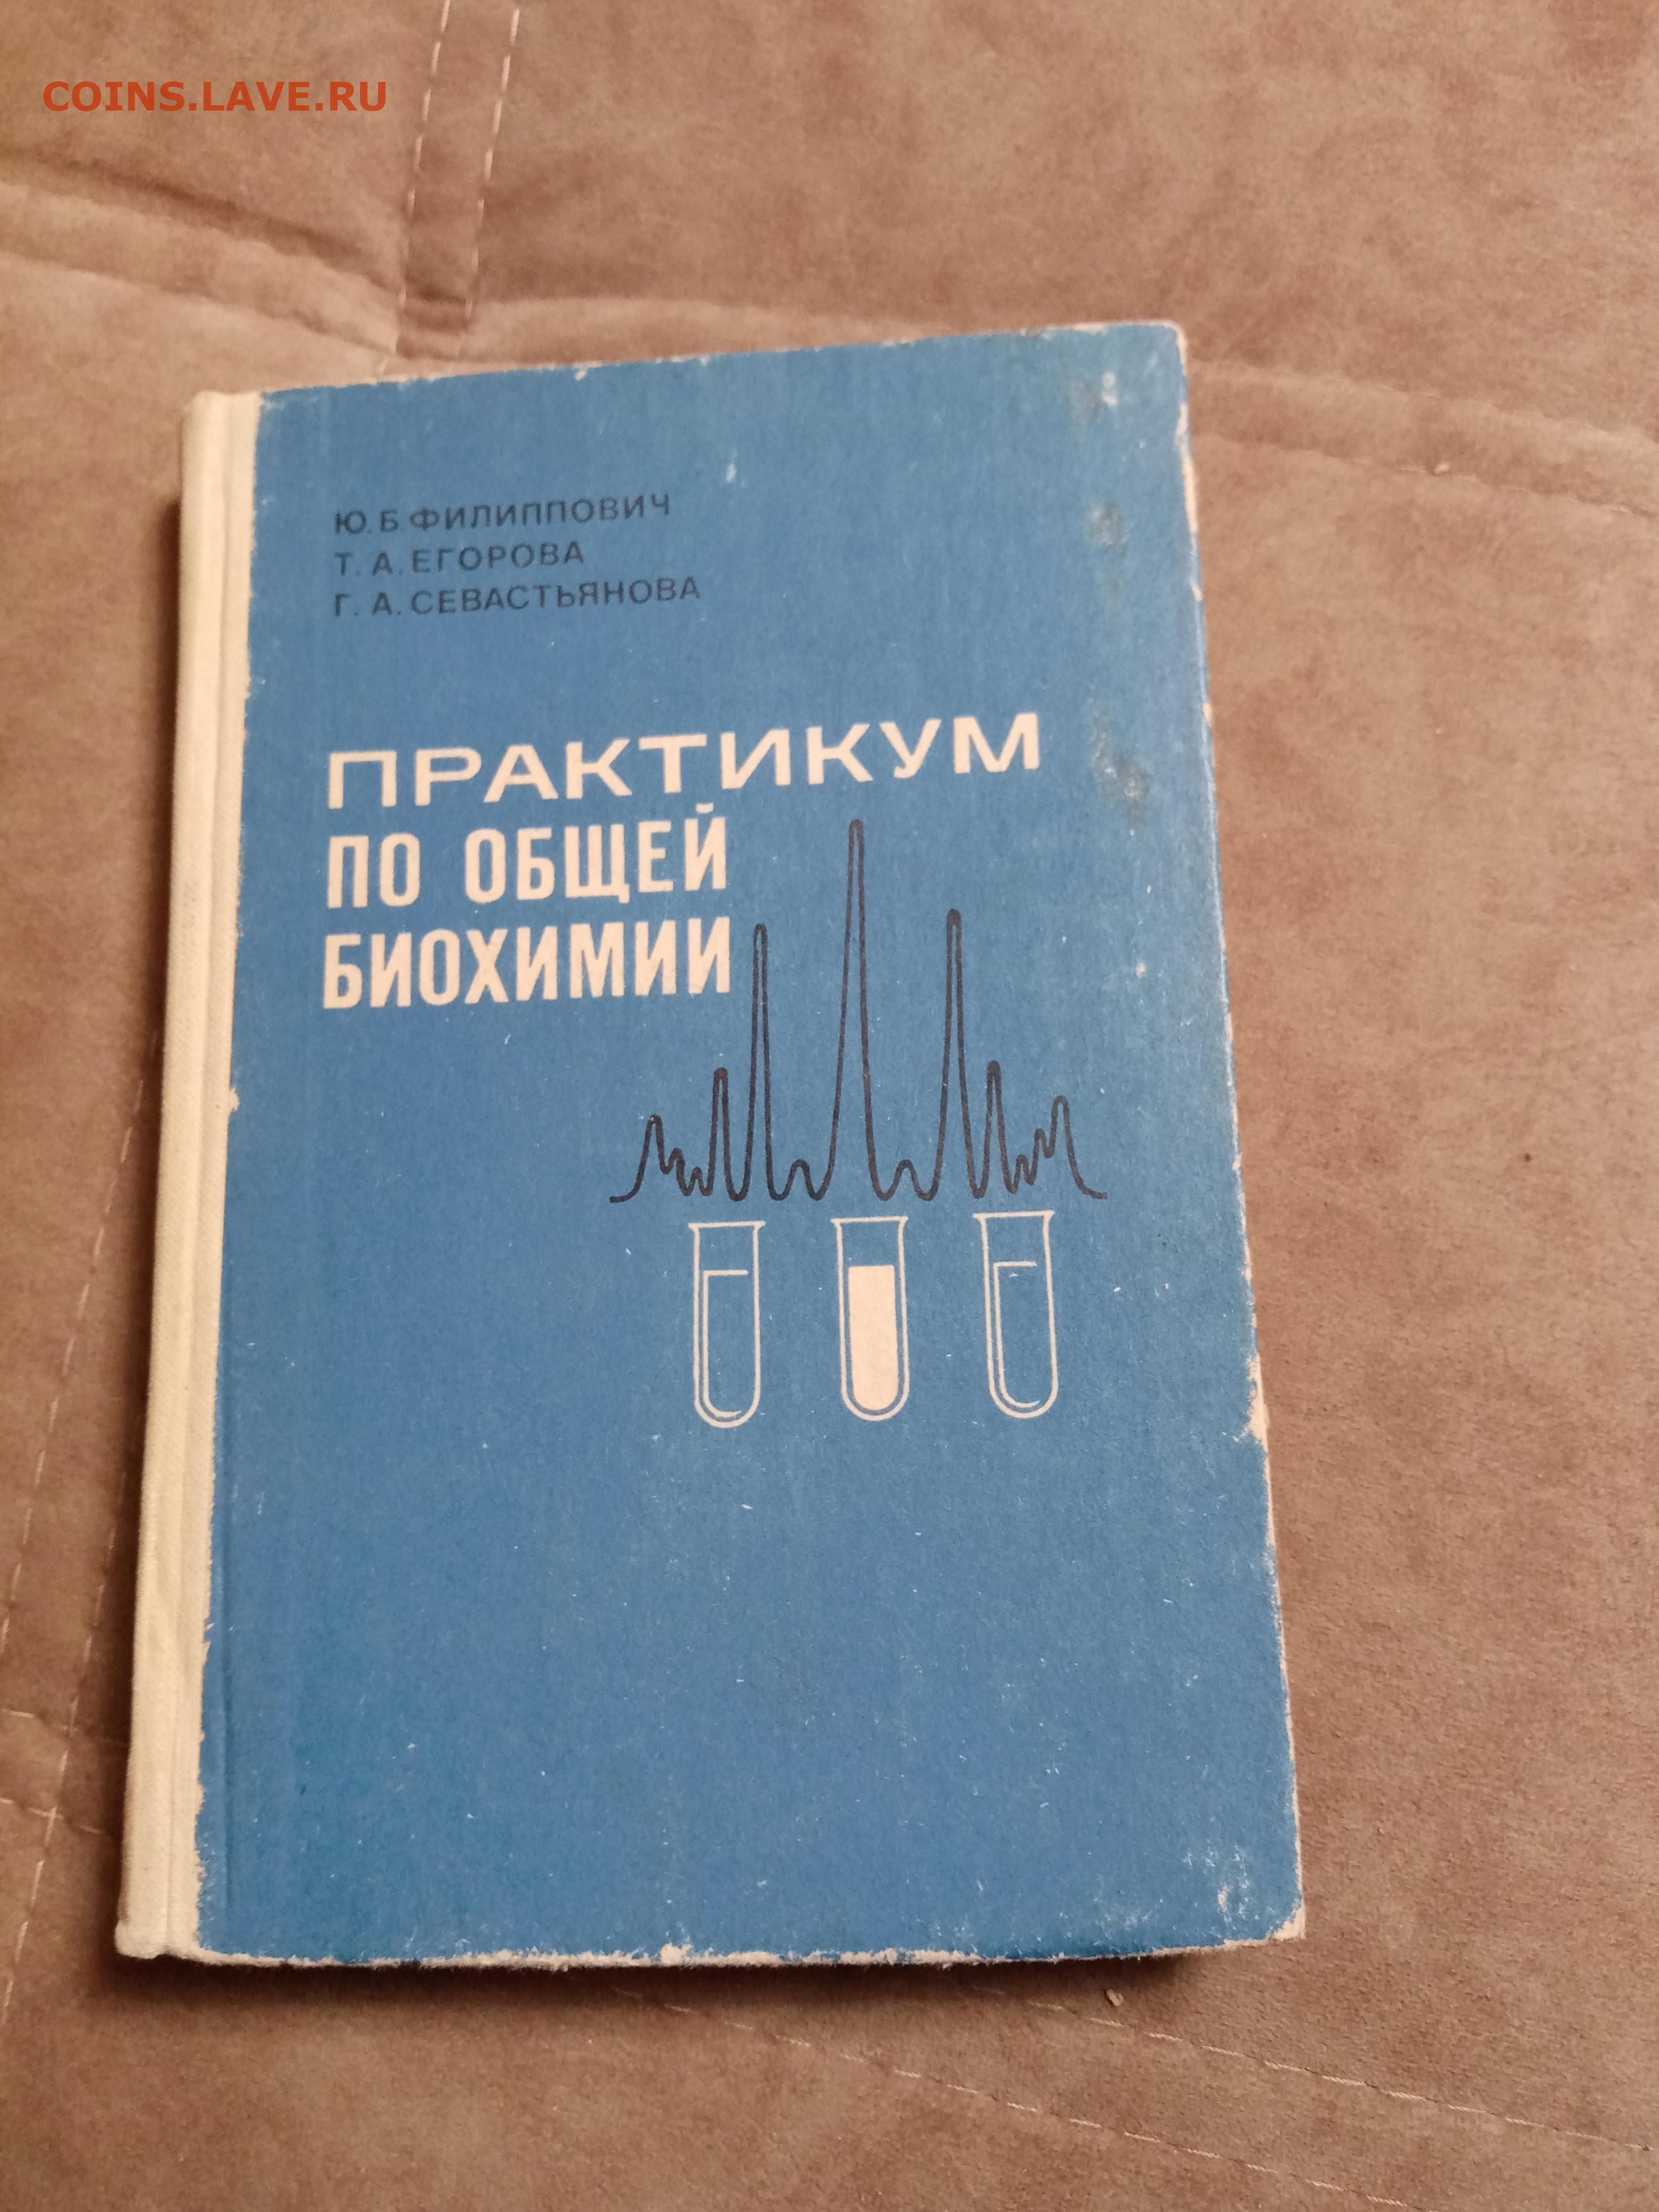 COINS.LAVE.RU
Ю. Б ФИЛИППОВИЧ
Т. А. ЕГОРОВА
Г. А. СЕВАСТЬЯНОВА
ПРАКТИКУМ
ПО ОБЩЕЙ
БИОХИМИИ